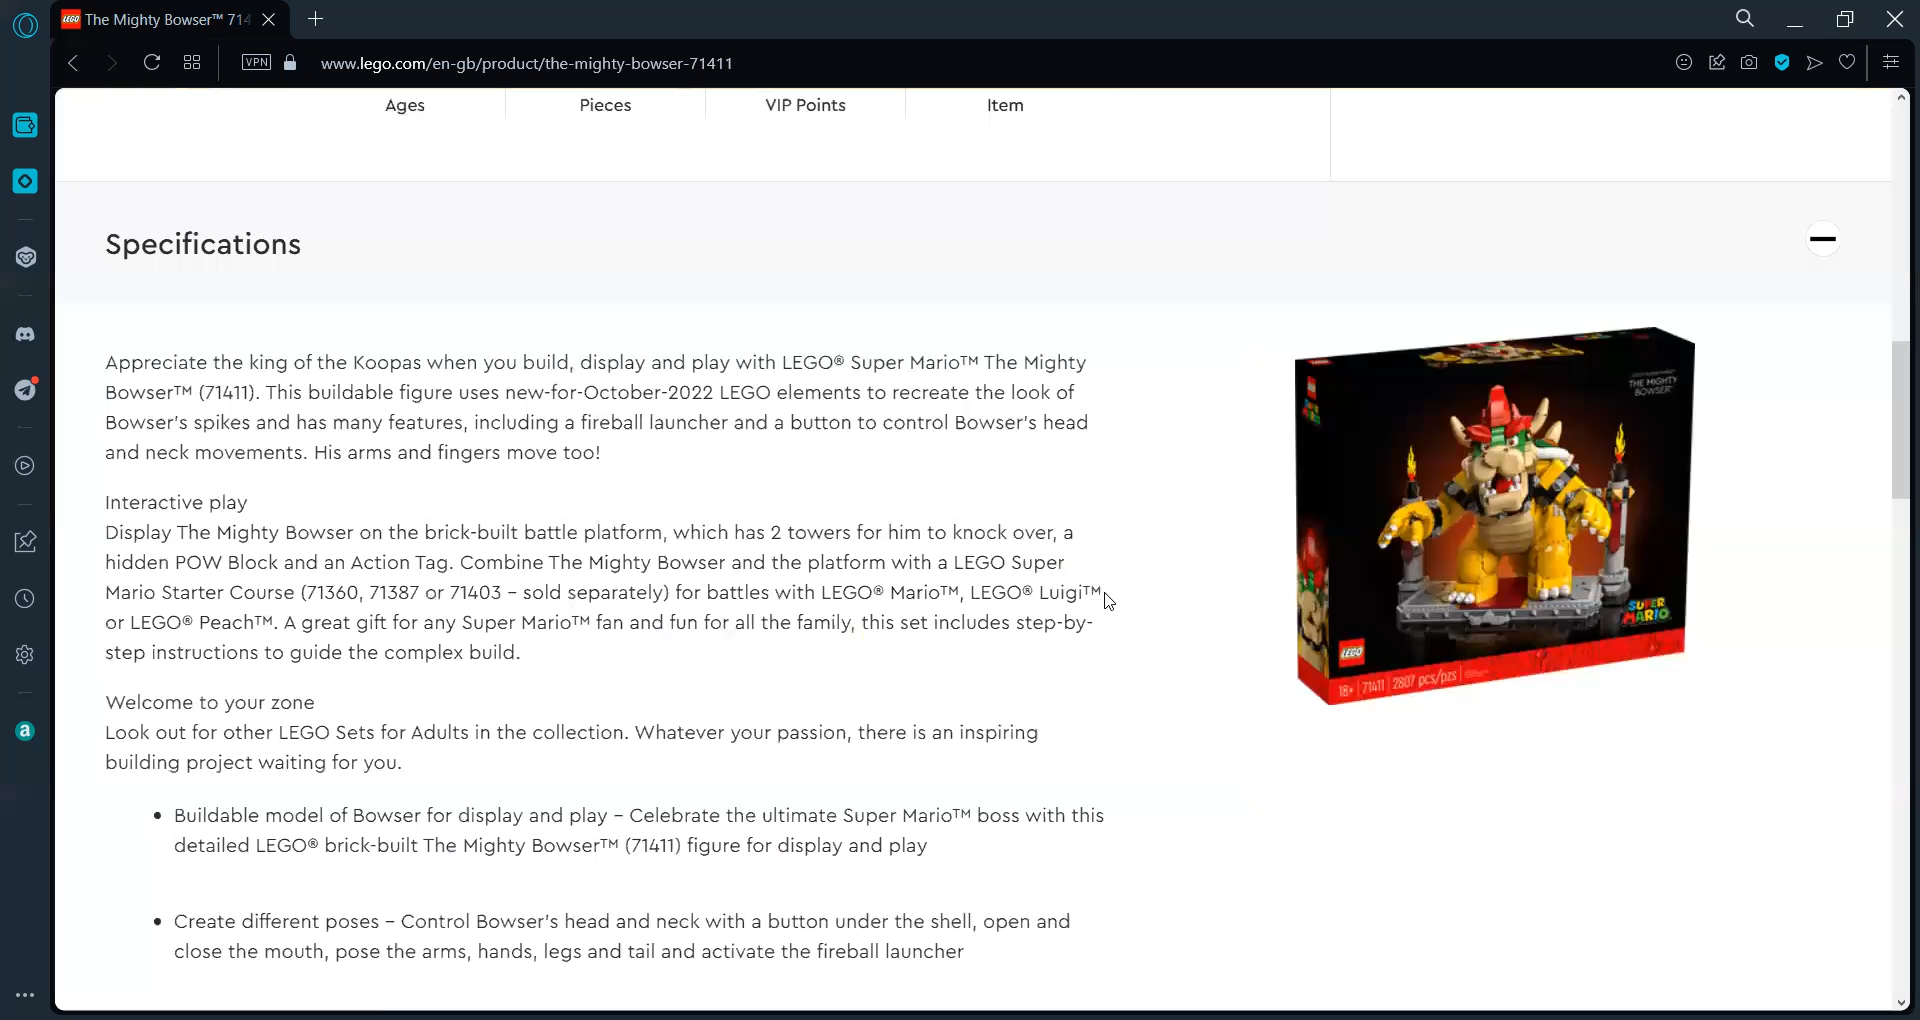 The Mighty Bowser™ 714
VPN
www.lego.com/en-gb/product/the-mighty-bowser-71411
Ages Pieces VIP Points Item
Specifications
Appreciate the king of the Koopas when you build, display and play with LEGO® Super Mario™ The Mighty
Bowser™ (71411). This buildable figure uses new-for-October-2022 LEGO elements to recreate the look of
Bowser's spikes and has many features, including a fireball launcher and a button to control Bowser's head
and neck movements. His arms and fingers move too!
Interactive play
Display The Mighty Bowser on the brick-built battle platform, which has 2 towers for him to knock over, a
hidden POW Block and an Action Tag. Combine The Mighty Bowser and the platform with a LEGO Super
Mario Starter Course (71360, 71387 or 71403 – sold separately) for battles with LEGO® Mario™, LEGO® Luigi™
or LEGO® Peach™. A great gift for any Super Mario™ fan and fun for all the family, this set includes step-by-
step instructions to guide the complex build.
Welcome to your zone
Look out for other LEGO Sets for Adults in the collection. Whatever your passion, there is an inspiring
building project waiting for you.
• Buildable model of Bowser for display and play – Celebrate the ultimate Super Mario™ boss with this
detailed LEGO® brick-built The Mighty Bowser™ (71411) figure for display and play
• Create different poses – Control Bowser's head and neck with a button under the shell, open and
close the mouth, pose the arms, hands, legs and tail and activate the fireball launcher
THE MIGHTY
BOWSER
SUPER
MARIO
LEGO
18+ 71411 2807 pcs/pzs